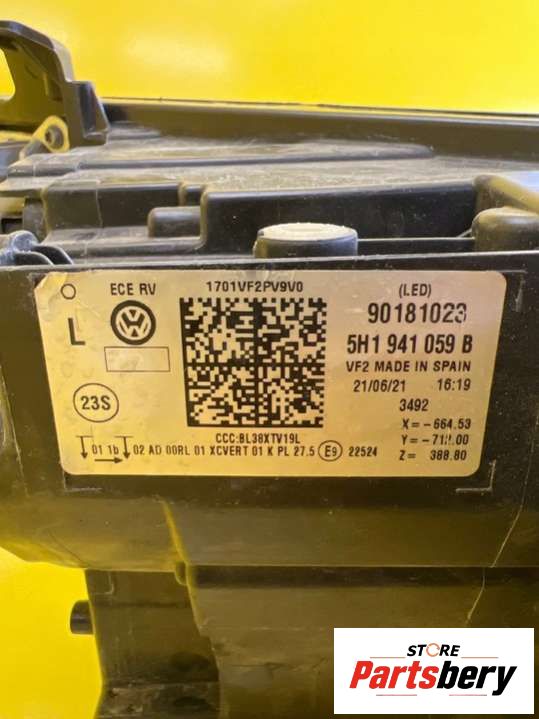 ECE RV
1701VF2PV9V0
(LED)
L
90181023
5H1 941 059 B
VF2 MADE IN SPAIN
21/06/21 16:19
23S
3492
X= -664.53
Z= 388.80
CCC:BL38XTV19L
01 1b 02 AD 00RL 01 XCVERT 01 K PL 27.5 E9 22524
STORE
Partsbery